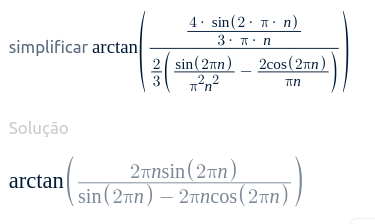 simplificar arctan( (4· sin(2· π· n) / 3· π· n) / (2/3 ( sin(2πn) / π²n² − 2cos(2πn) / πn )) )
Solução
arctan( 2πnsin(2πn) / sin(2πn) − 2πncos(2πn) )